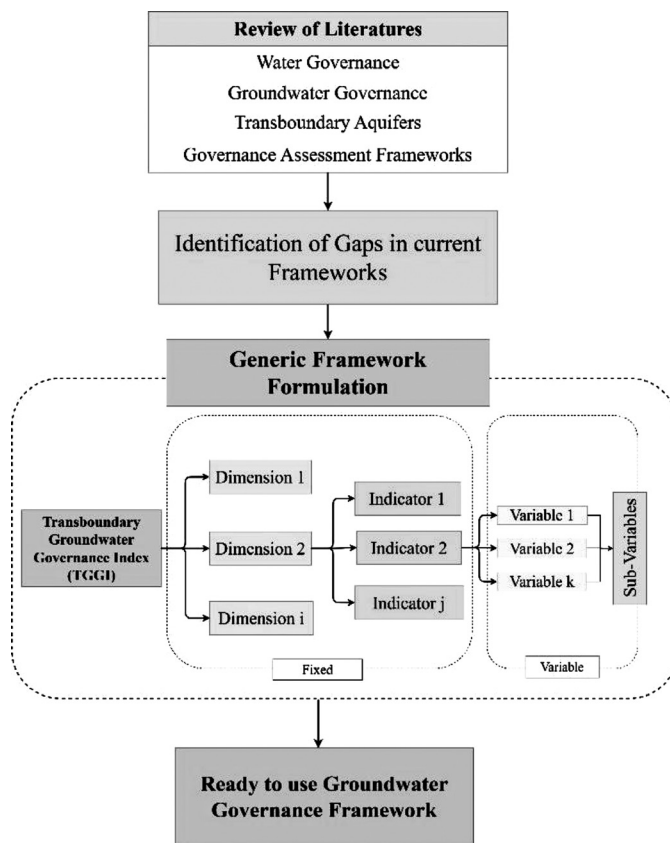 Review of Literatures
Water Governance
Groundwater Governance
Transboundary Aquifers
Governance Assessment Frameworks
Identification of Gaps in current
Frameworks
Generic Framework
Formulation
Transboundary
Groundwater
Governance Index
(TGGI)
Dimension 1
Dimension 2
Dimension i
Indicator 1
Indicator 2
Indicator j
Fixed
Variable 1
Variable 2
Variable k
Sub-Variables
Variable
Ready to use Groundwater
Governance Framework